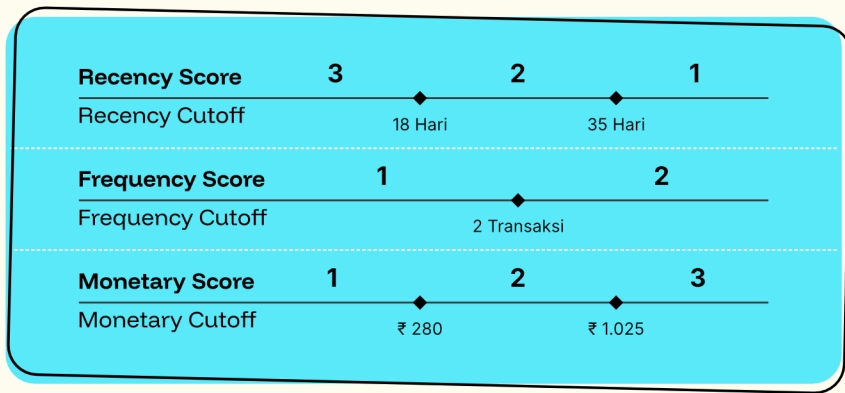 Recency Score 3 2 1
Recency Cutoff
18 Hari 35 Hari
Frequency Score 1 2
Frequency Cutoff
2 Transaksi
Monetary Score 1 2 3
Monetary Cutoff
₹ 280 ₹ 1.025